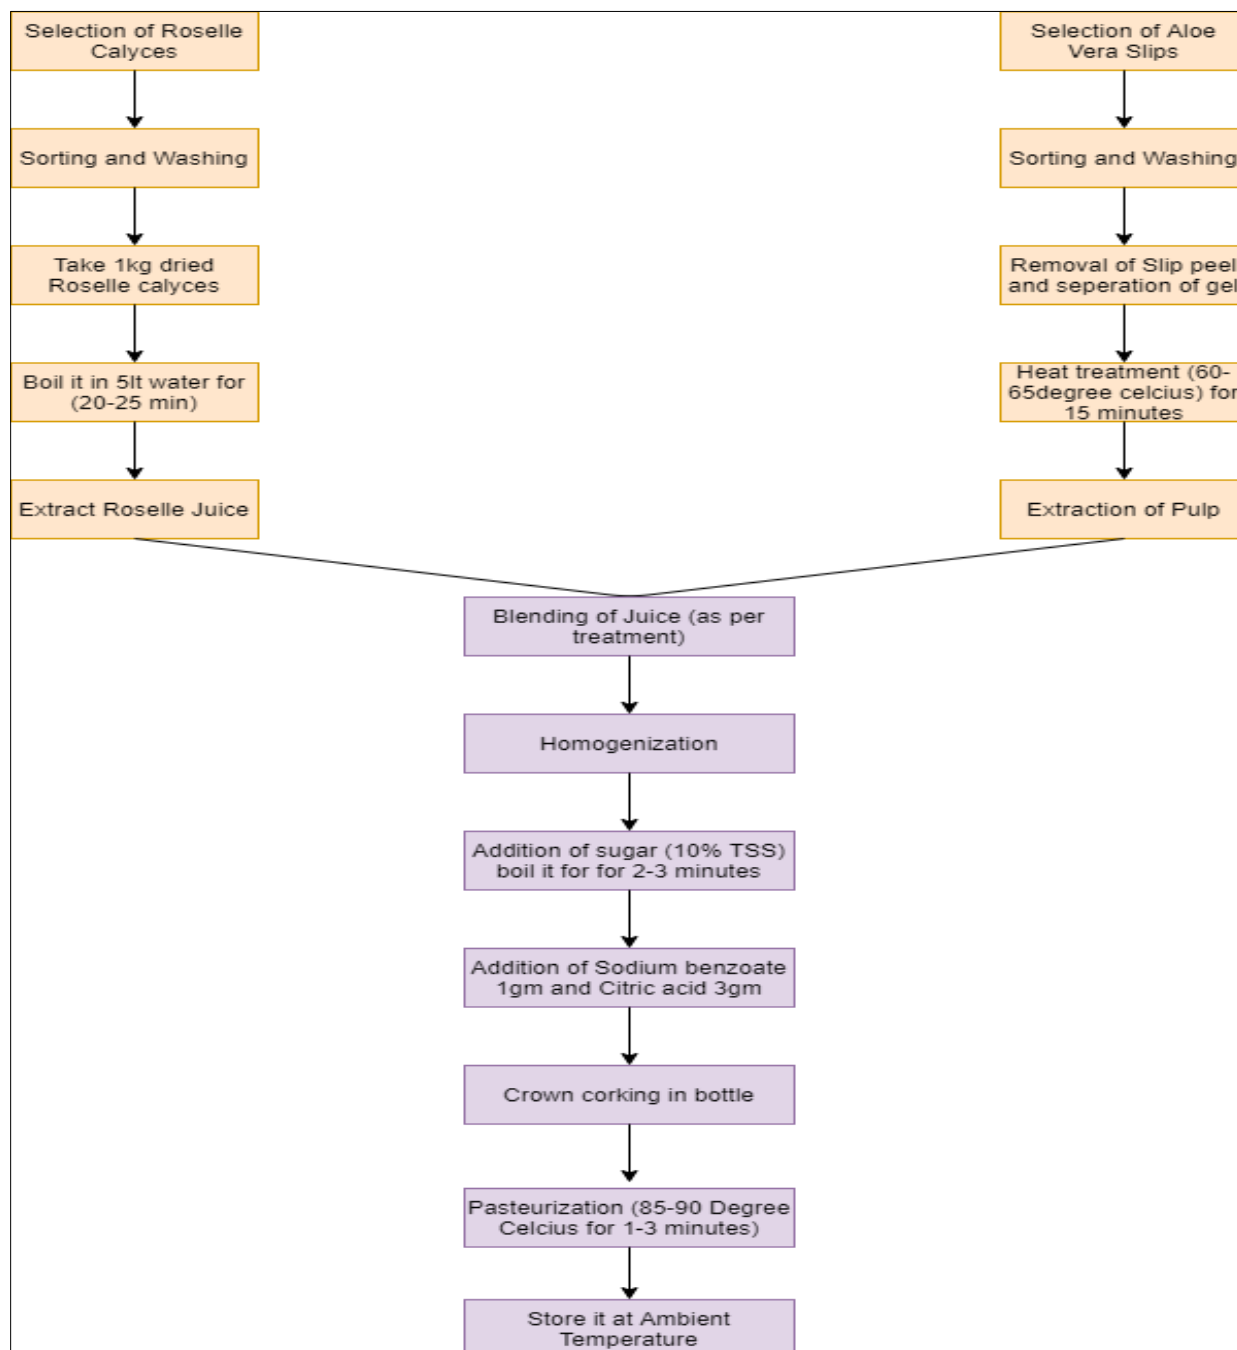 Selection of Roselle
Calyces
Sorting and Washing
Take 1kg dried
Roselle calyces
Boil it in 5lt water for
(20-25 min)
Extract Roselle Juice
Selection of Aloe
Vera Slips
Sorting and Washing
Removal of Slip peel
and seperation of gel
Heat treatment (60-
65degree celcius) for
15 minutes
Extraction of Pulp
Blending of Juice (as per
treatment)
Homogenization
Addition of sugar (10% TSS)
boil it for for 2-3 minutes
Addition of Sodium benzoate
1gm and Citric acid 3gm
Crown corking in bottle
Pasteurization (85-90 Degree
Celcius for 1-3 minutes)
Store it at Ambient
Temperature